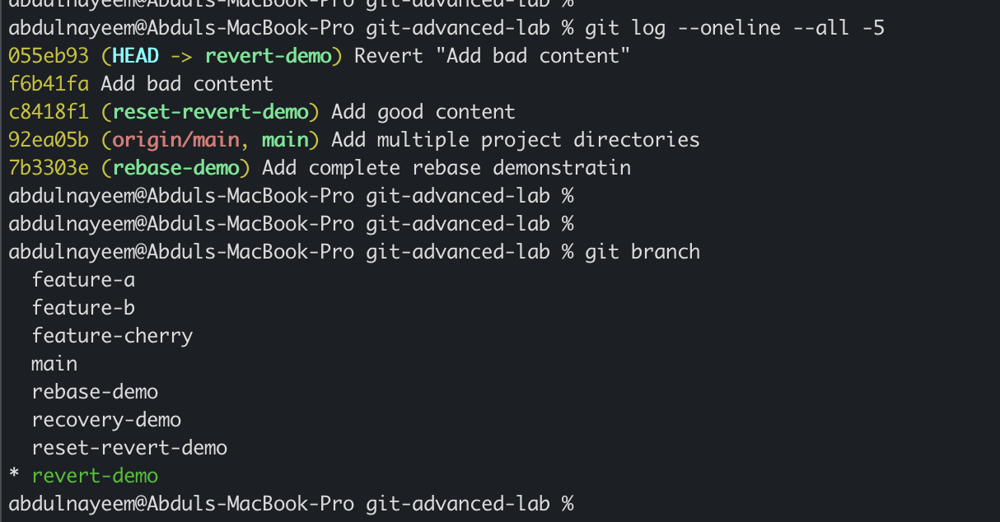 abdulnayeem@Abduls-MacBook-Pro git-advanced-lab %
abdulnayeem@Abduls-MacBook-Pro git-advanced-lab % git log --oneline --all -5
055eb93 (HEAD -> revert-demo) Revert "Add bad content"
f6b41fa Add bad content
c8418f1 (reset-revert-demo) Add good content
92ea05b (origin/main, main) Add multiple project directories
7b3303e (rebase-demo) Add complete rebase demonstratin
abdulnayeem@Abduls-MacBook-Pro git-advanced-lab %
abdulnayeem@Abduls-MacBook-Pro git-advanced-lab %
abdulnayeem@Abduls-MacBook-Pro git-advanced-lab % git branch
  feature-a
  feature-b
  feature-cherry
  main
  rebase-demo
  recovery-demo
  reset-revert-demo
* revert-demo
abdulnayeem@Abduls-MacBook-Pro git-advanced-lab %